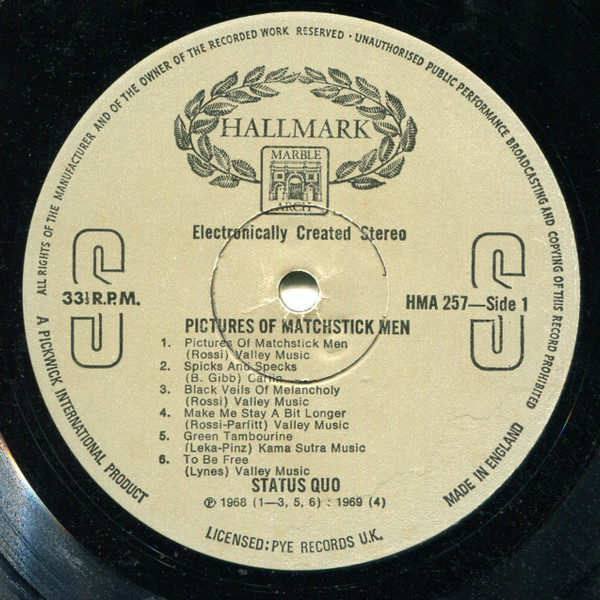 ALL RIGHTS OF THE MANUFACTURER AND OF THE OWNER OF THE RECORDED WORK RESERVED · UNAUTHORISED PUBLIC PERFORMANCE BROADCASTING AND COPYING OF THIS RECORD PROHIBITED
HALLMARK
MARBLE
ARCH
Electronically Created Stereo
33⅓ R.P.M.
HMA 257—Side 1
PICTURES OF MATCHSTICK MEN
1. Pictures Of Matchstick Men
(Rossi) Valley Music
2. Spicks And Specks
(B. Gibb) Carlin
3. Black Veils Of Melancholy
(Rossi) Valley Music
4. Make Me Stay A Bit Longer
(Rossi-Parfitt) Valley Music
5. Green Tambourine
(Leka-Pinz) Kama Sutra Music
6. To Be Free
(Lynes) Valley Music
STATUS QUO
℗ 1968 (1—3, 5, 6) : 1969 (4)
A PICKWICK INTERNATIONAL PRODUCT
LICENSED: PYE RECORDS U.K.
MADE IN ENGLAND